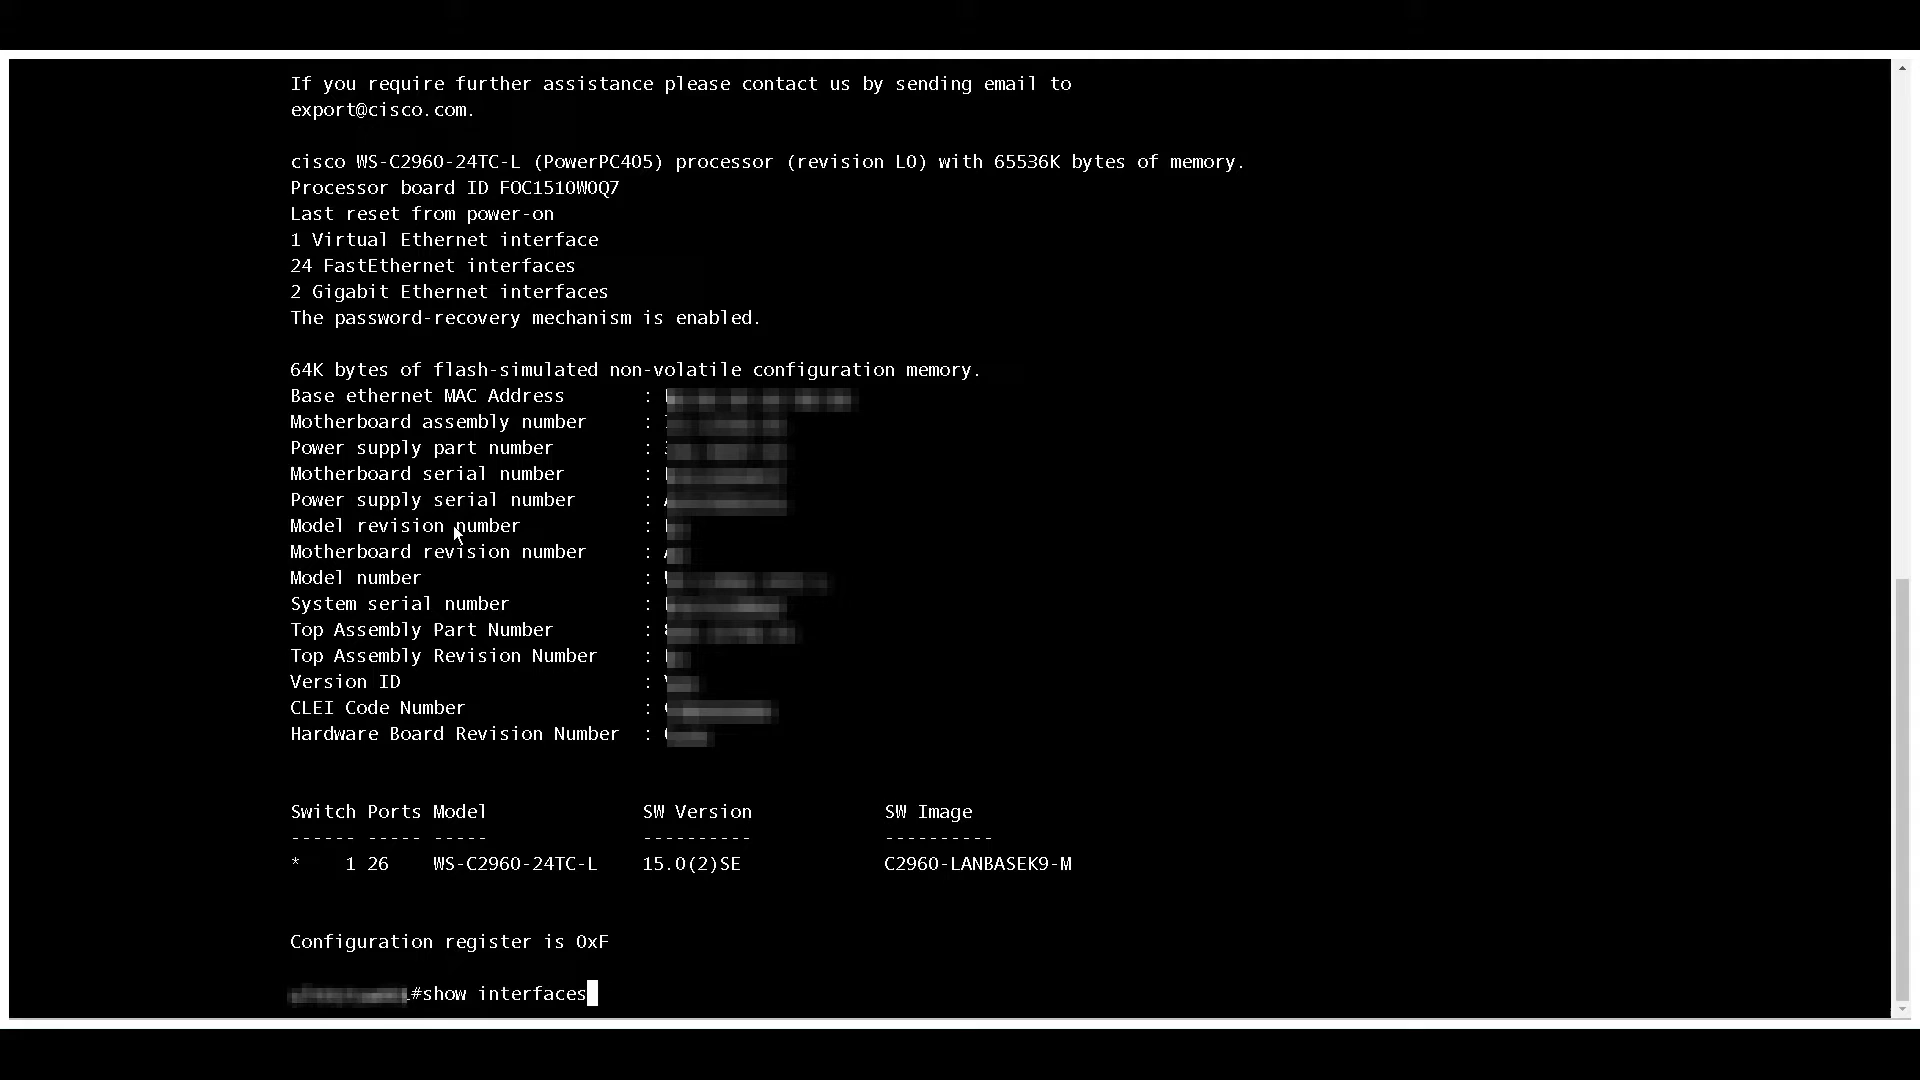 If you require further assistance please contact us by sending email to
export@cisco.com.
cisco WS-C2960-24TC-L (PowerPC405) processor (revision L0) with 65536K bytes of memory.
Processor board ID FOC1510W0Q7
Last reset from power-on
1 Virtual Ethernet interface
24 FastEthernet interfaces
2 Gigabit Ethernet interfaces
The password-recovery mechanism is enabled.
64K bytes of flash-simulated non-volatile configuration memory.
Base ethernet MAC Address :
Motherboard assembly number :
Power supply part number :
Motherboard serial number :
Power supply serial number :
Model revision number :
Motherboard revision number :
Model number :
System serial number :
Top Assembly Part Number :
Top Assembly Revision Number :
Version ID :
CLEI Code Number :
Hardware Board Revision Number :
Switch Ports Model SW Version SW Image
------ ----- ----- ---------- ----------
* 1 26 WS-C2960-24TC-L 15.0(2)SE C2960-LANBASEK9-M
Configuration register is 0xF
#show interfaces